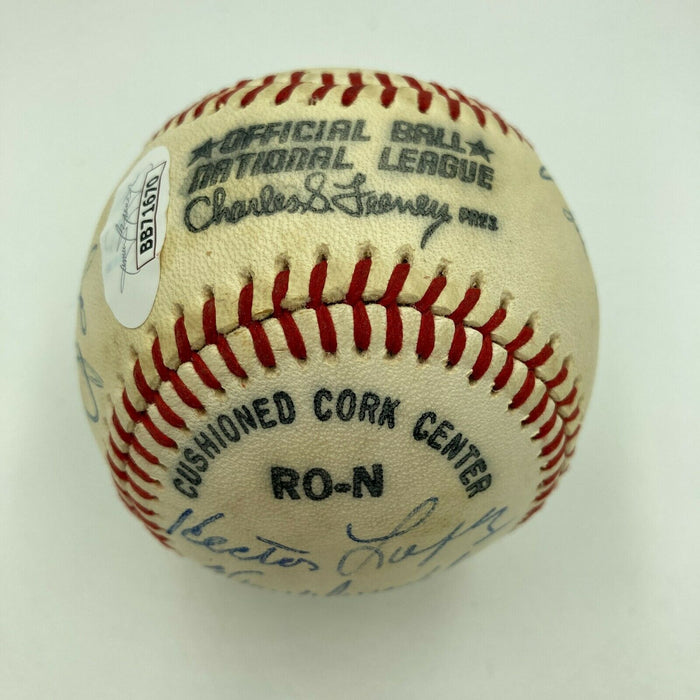 ★OFFICIAL BALL★
NATIONAL LEAGUE
Charles S. Feeney PRES.
BB71670
CUSHIONED CORK CENTER
RO-N
Hector Lopez